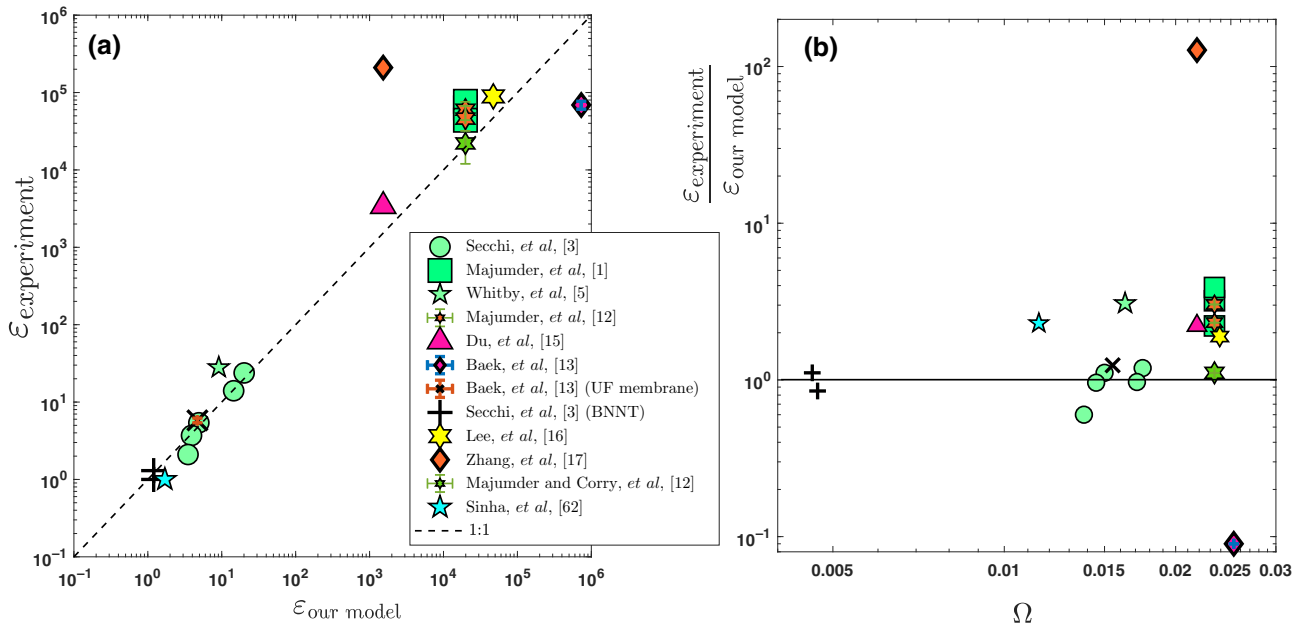 (a)
10^6
10^5
10^4
10^3
10^2
10^1
10^0
10^-1
ε_experiment
10^-1 10^0 10^1 10^2 10^3 10^4 10^5 10^6
ε_our model
Secchi, et al, [3]
Majumder, et al, [1]
Whitby, et al, [5]
Majumder, et al, [12]
Du, et al, [15]
Baek, et al, [13]
Baek, et al, [13] (UF membrane)
Secchi, et al, [3] (BNNT)
Lee, et al, [16]
Zhang, et al, [17]
Majumder and Corry, et al, [12]
Sinha, et al, [62]
1:1
(b)
ε_experiment
ε_our model
10^2
10^1
10^0
10^-1
0.005 0.01 0.015 0.02 0.025 0.03
Ω